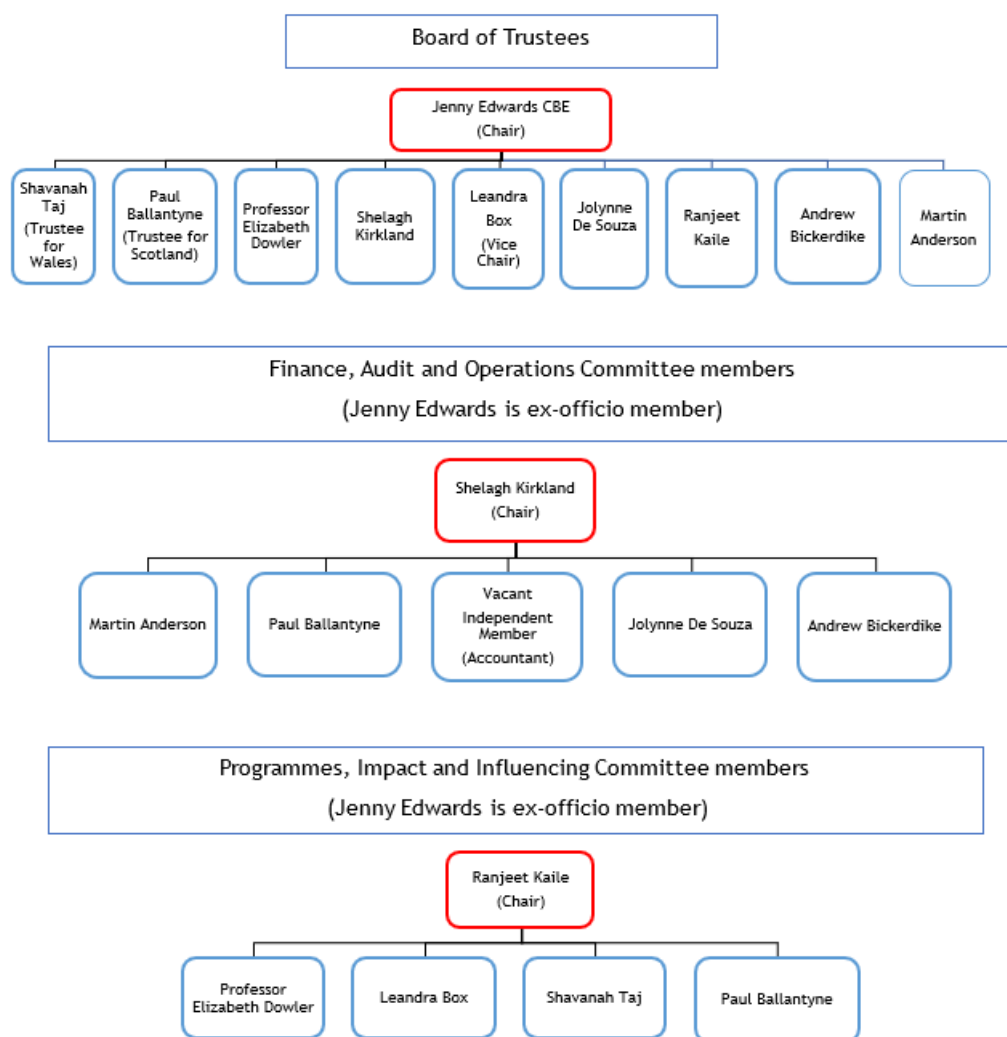 Board of Trustees
Jenny Edwards CBE
(Chair)
Shavanah
Taj
(Trustee
for
Wales)
Paul
Ballantyne
(Trustee for
Scotland)
Professor
Elizabeth
Dowler
Shelagh
Kirkland
Leandra
Box
(Vice
Chair)
Jolynne
De Souza
Ranjeet
Kaile
Andrew
Bickerdike
Martin
Anderson
Finance, Audit and Operations Committee members
(Jenny Edwards is ex-officio member)
Shelagh Kirkland
(Chair)
Martin Anderson
Paul Ballantyne
Vacant
Independent
Member
(Accountant)
Jolynne De Souza
Andrew Bickerdike
Programmes, Impact and Influencing Committee members
(Jenny Edwards is ex-officio member)
Ranjeet Kaile
(Chair)
Professor
Elizabeth Dowler
Leandra Box
Shavanah Taj
Paul Ballantyne